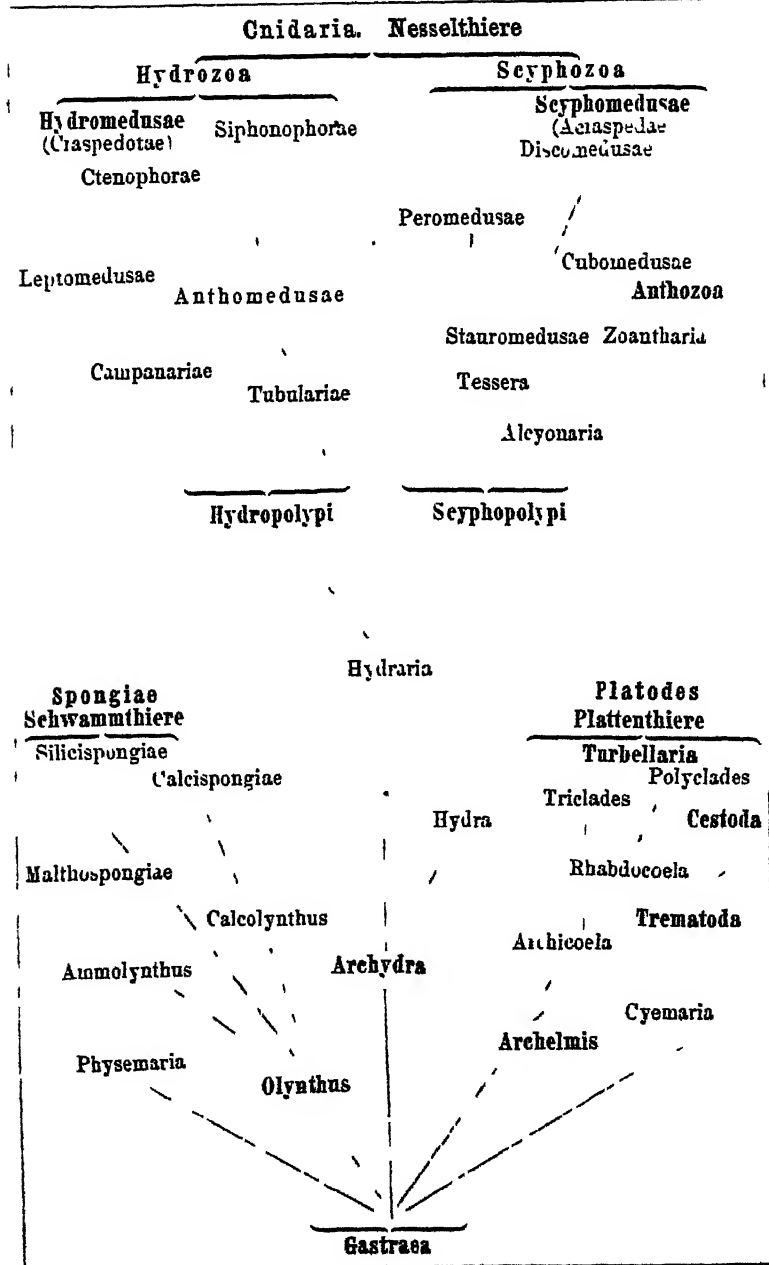 Cnidaria. Nesselthiere
Hydrozoa Scyphozoa
Hydromedusae Siphonophorae Scyphomedusae
(Craspedotae) (Acraspedae
Ctenophorae Discomedusae
Peromedusae
Leptomedusae Anthomedusae Cubomedusae
Anthozoa
Stauromedusae Zoantharia
Campanariae Tubulariae Tessera
Alcyonaria
Hydropolypi Scyphopolypi
Hydraria
Spongiae Platodes
Schwammthiere Plattenthiere
Silicispongiae Turbellaria
Calcispongiae Polyclades
Triclades
Hydra Cestoda
Malthospongiae Rhabdocoela
Calcolynthus Trematoda
Ammolynthus Archydra Archicoela
Cyemaria
Physemaria Archelmis
Olynthus
Gastraea